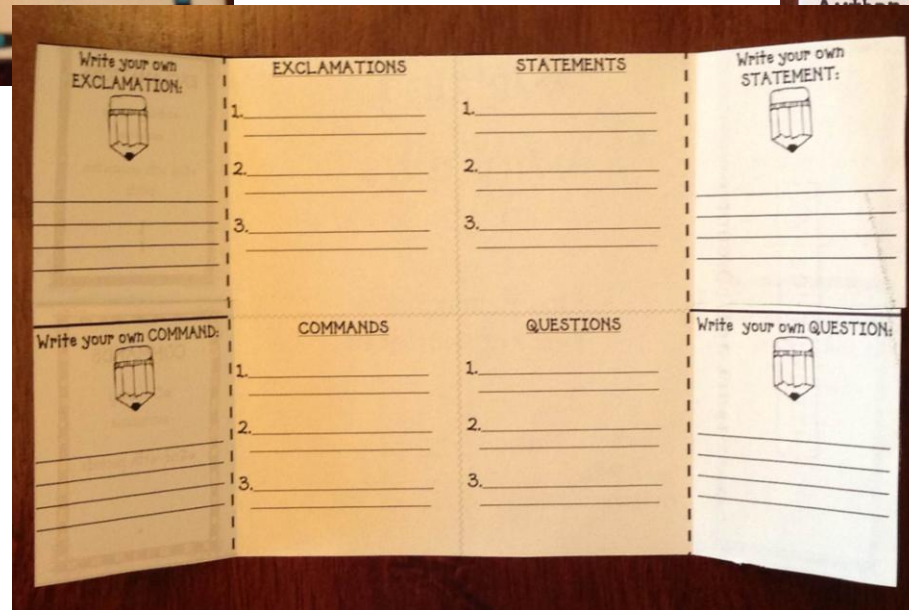 Write your own
EXCLAMATION:
EXCLAMATIONS
1.
2.
3.
STATEMENTS
1.
2.
3.
Write your own
STATEMENT:
Write your own COMMAND:
COMMANDS
1.
2.
3.
QUESTIONS
1.
2.
3.
Write your own QUESTION: